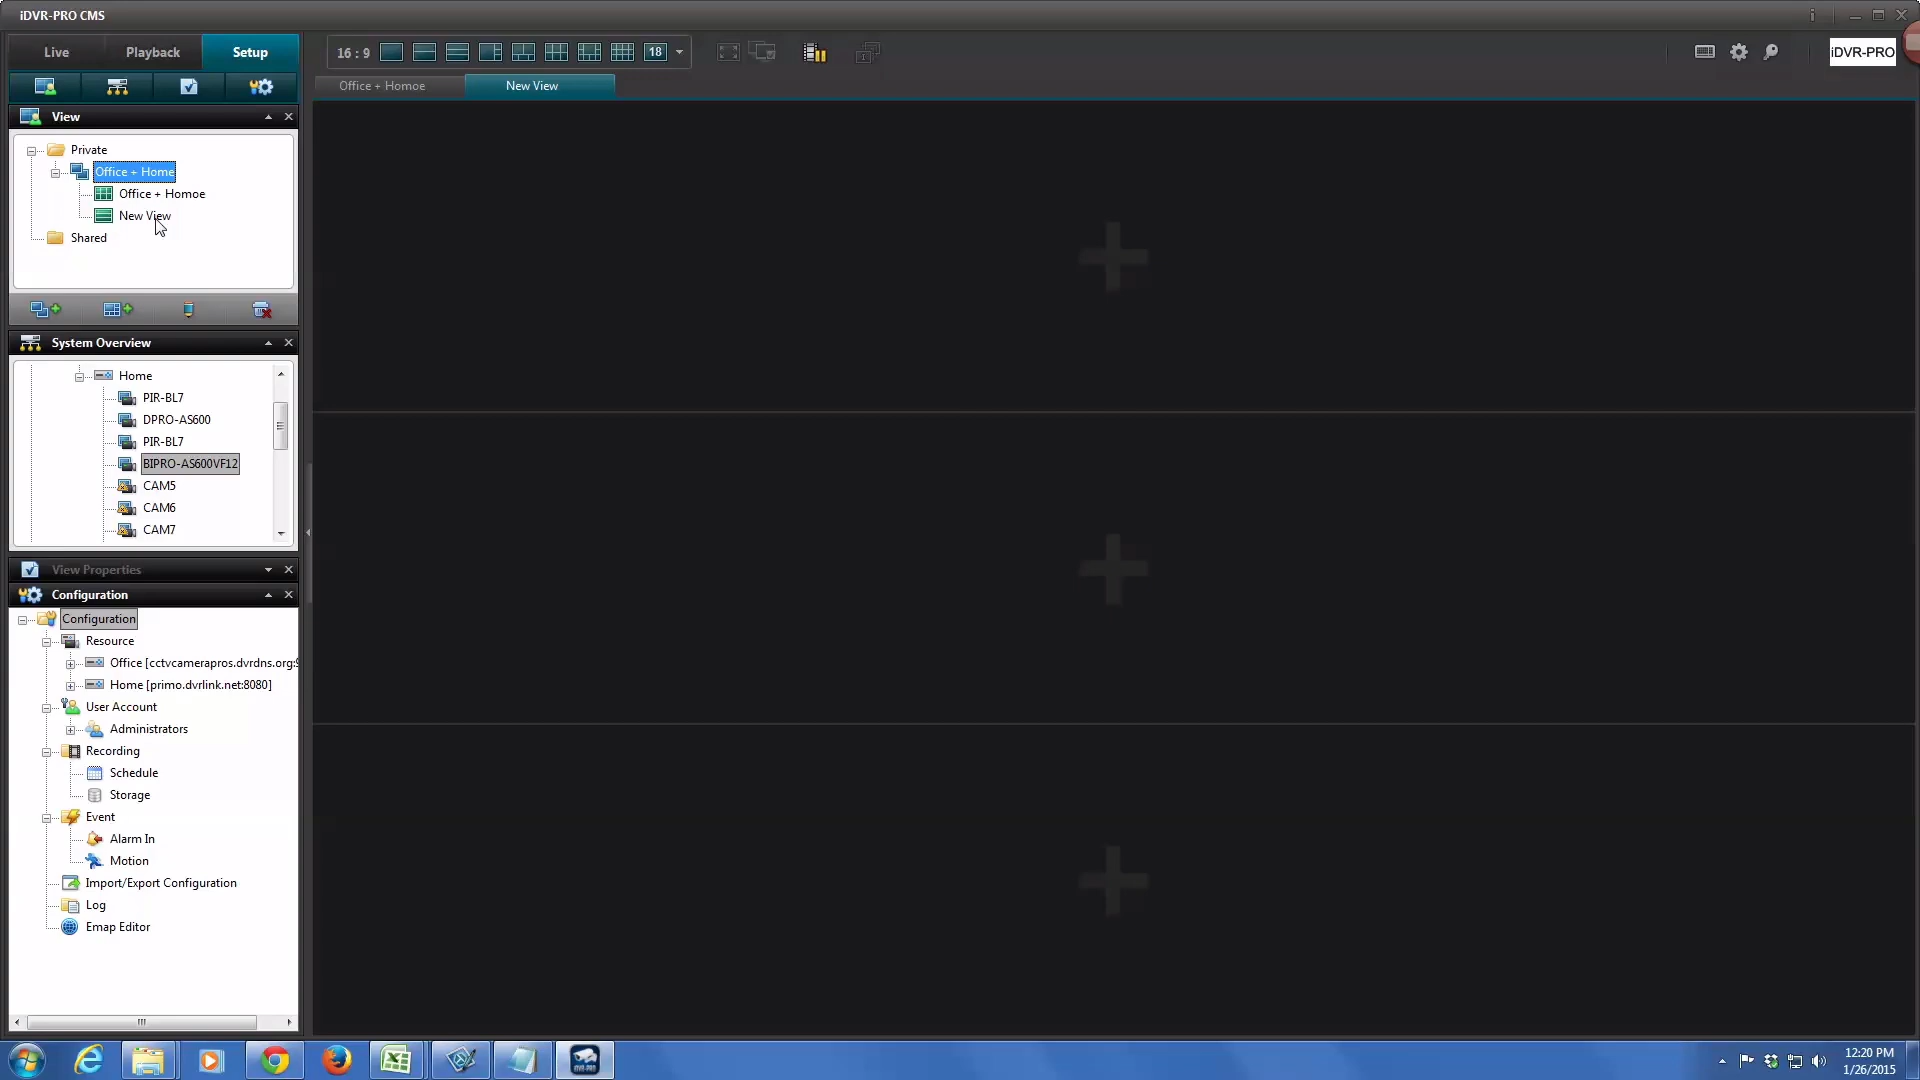 iDVR-PRO CMS
Live
Playback
Setup
16 : 9
18
iDVR-PRO
Office + Homoe
New View
View
Private
Office + Home
Office + Homoe
New View
Shared
System Overview
Home
PIR-BL7
DPRO-AS600
PIR-BL7
BIPRO-AS600VF12
CAM5
CAM6
CAM7
View Properties
Configuration
Configuration
Resource
Office [cctvcamerapros.dvrdns.org:9
Home [primo.dvrlink.net:8080]
User Account
Administrators
Recording
Schedule
Storage
Event
Alarm In
Motion
Import/Export Configuration
Log
Emap Editor
12:20 PM
1/26/2015